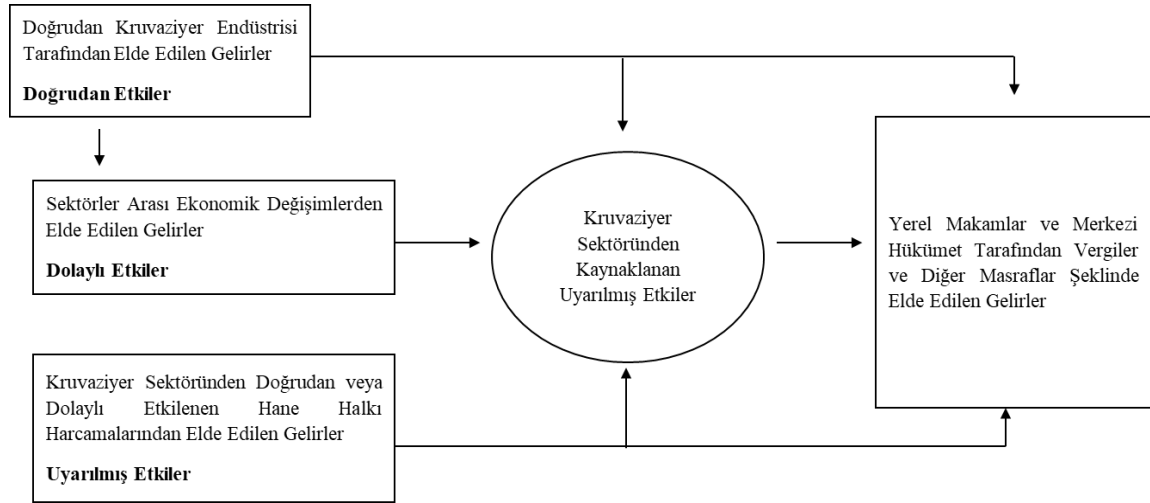 Doğrudan Kruvaziyer Endüstrisi
Tarafından Elde Edilen Gelirler
Doğrudan Etkiler
Sektörler Arası Ekonomik Değişimlerden
Elde Edilen Gelirler
Dolaylı Etkiler
Kruvaziyer Sektöründen Doğrudan veya
Dolaylı Etkilenen Hane Halkı
Harcamalarından Elde Edilen Gelirler
Uyarılmış Etkiler
Kruvaziyer
Sektöründen
Kaynaklanan
Uyarılmış Etkiler
Yerel Makamlar ve Merkezi
Hükümet Tarafından Vergiler
ve Diğer Masraflar Şeklinde
Elde Edilen Gelirler